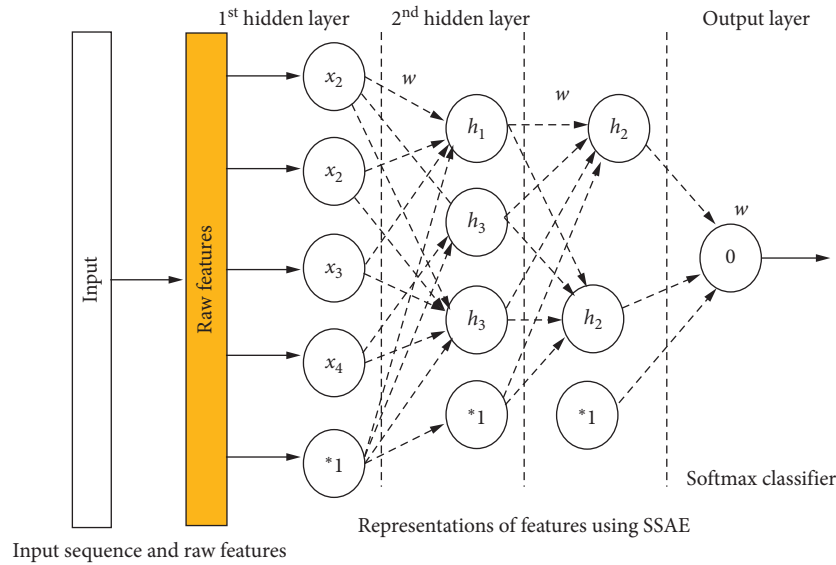 1st hidden layer
2nd hidden layer
Output layer
Input
Raw features
x2
x2
x3
x4
*1
w
h1
h3
h3
*1
w
h2
h2
*1
w
0
Softmax classifier
Representations of features using SSAE
Input sequence and raw features